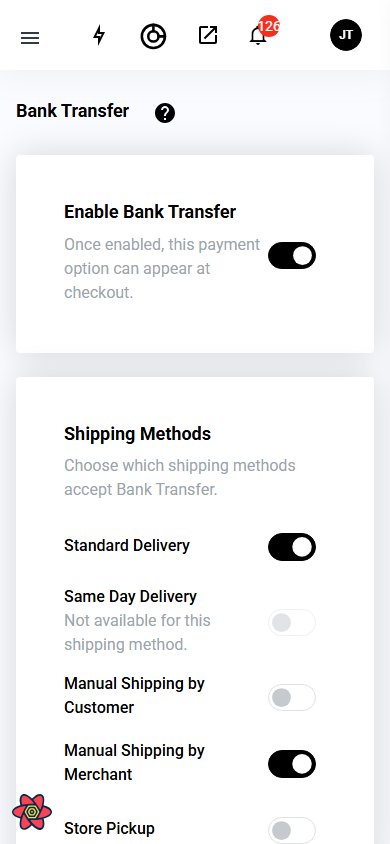 126
JT
Bank Transfer
?
Enable Bank Transfer
Once enabled, this payment
option can appear at
checkout.
Shipping Methods
Choose which shipping methods
accept Bank Transfer.
Standard Delivery
Same Day Delivery
Not available for this
shipping method.
Manual Shipping by
Customer
Manual Shipping by
Merchant
Store Pickup